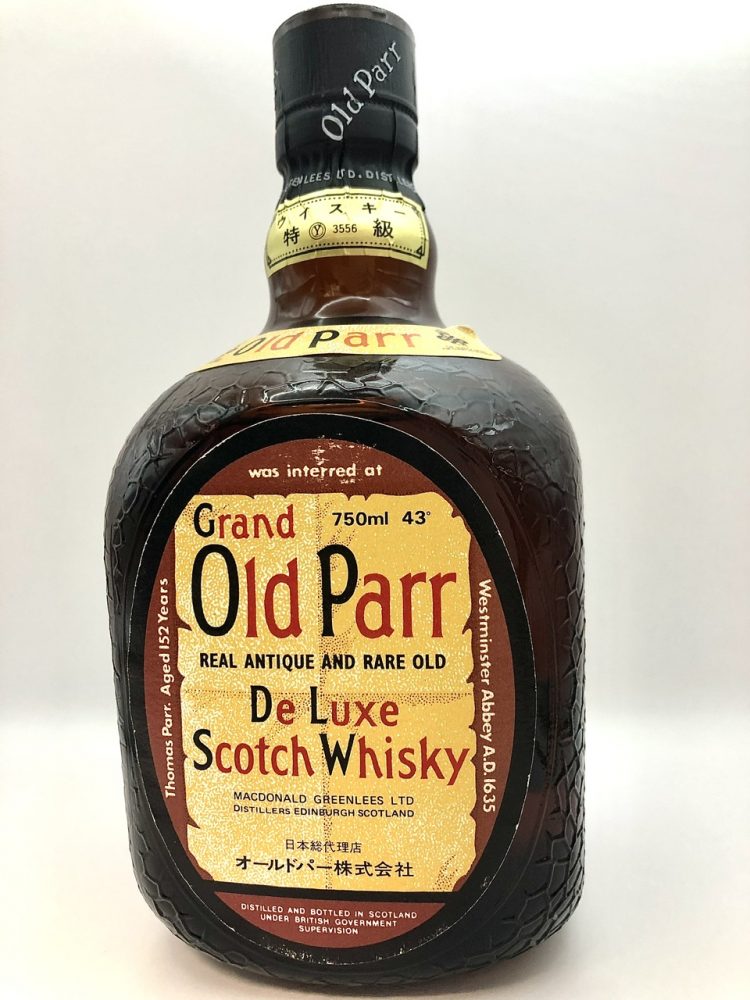 Old Parr
ウイスキー
特 Ⓨ 3556 級
Old Parr
was interred at
Thomas Parr. Aged 152 Years
Westminster Abbey A.D. 1635
Grand 750ml 43°
Old Parr
REAL ANTIQUE AND RARE OLD
De Luxe
Scotch Whisky
MACDONALD GREENLEES LTD
DISTILLERS EDINBURGH SCOTLAND
日本総代理店
オールドパー株式会社
DISTILLED AND BOTTLED IN SCOTLAND
UNDER BRITISH GOVERNMENT
SUPERVISION